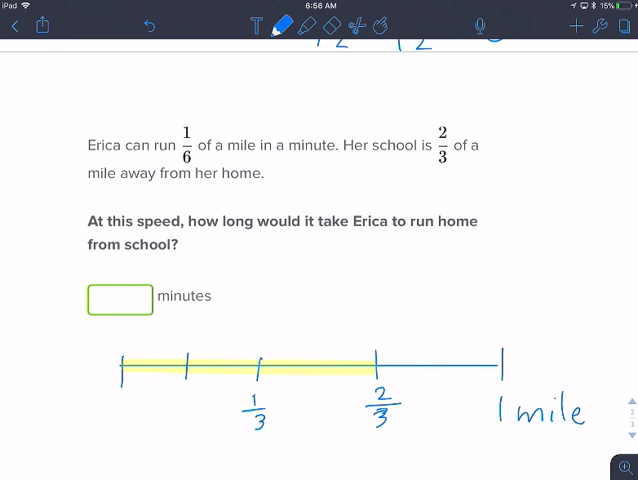 iPad 6:56 AM 15%
T
Erica can run 1/6 of a mile in a minute. Her school is 2/3 of a
mile away from her home.
At this speed, how long would it take Erica to run home
from school?
minutes
1/3 2/3 1 mile
2
3